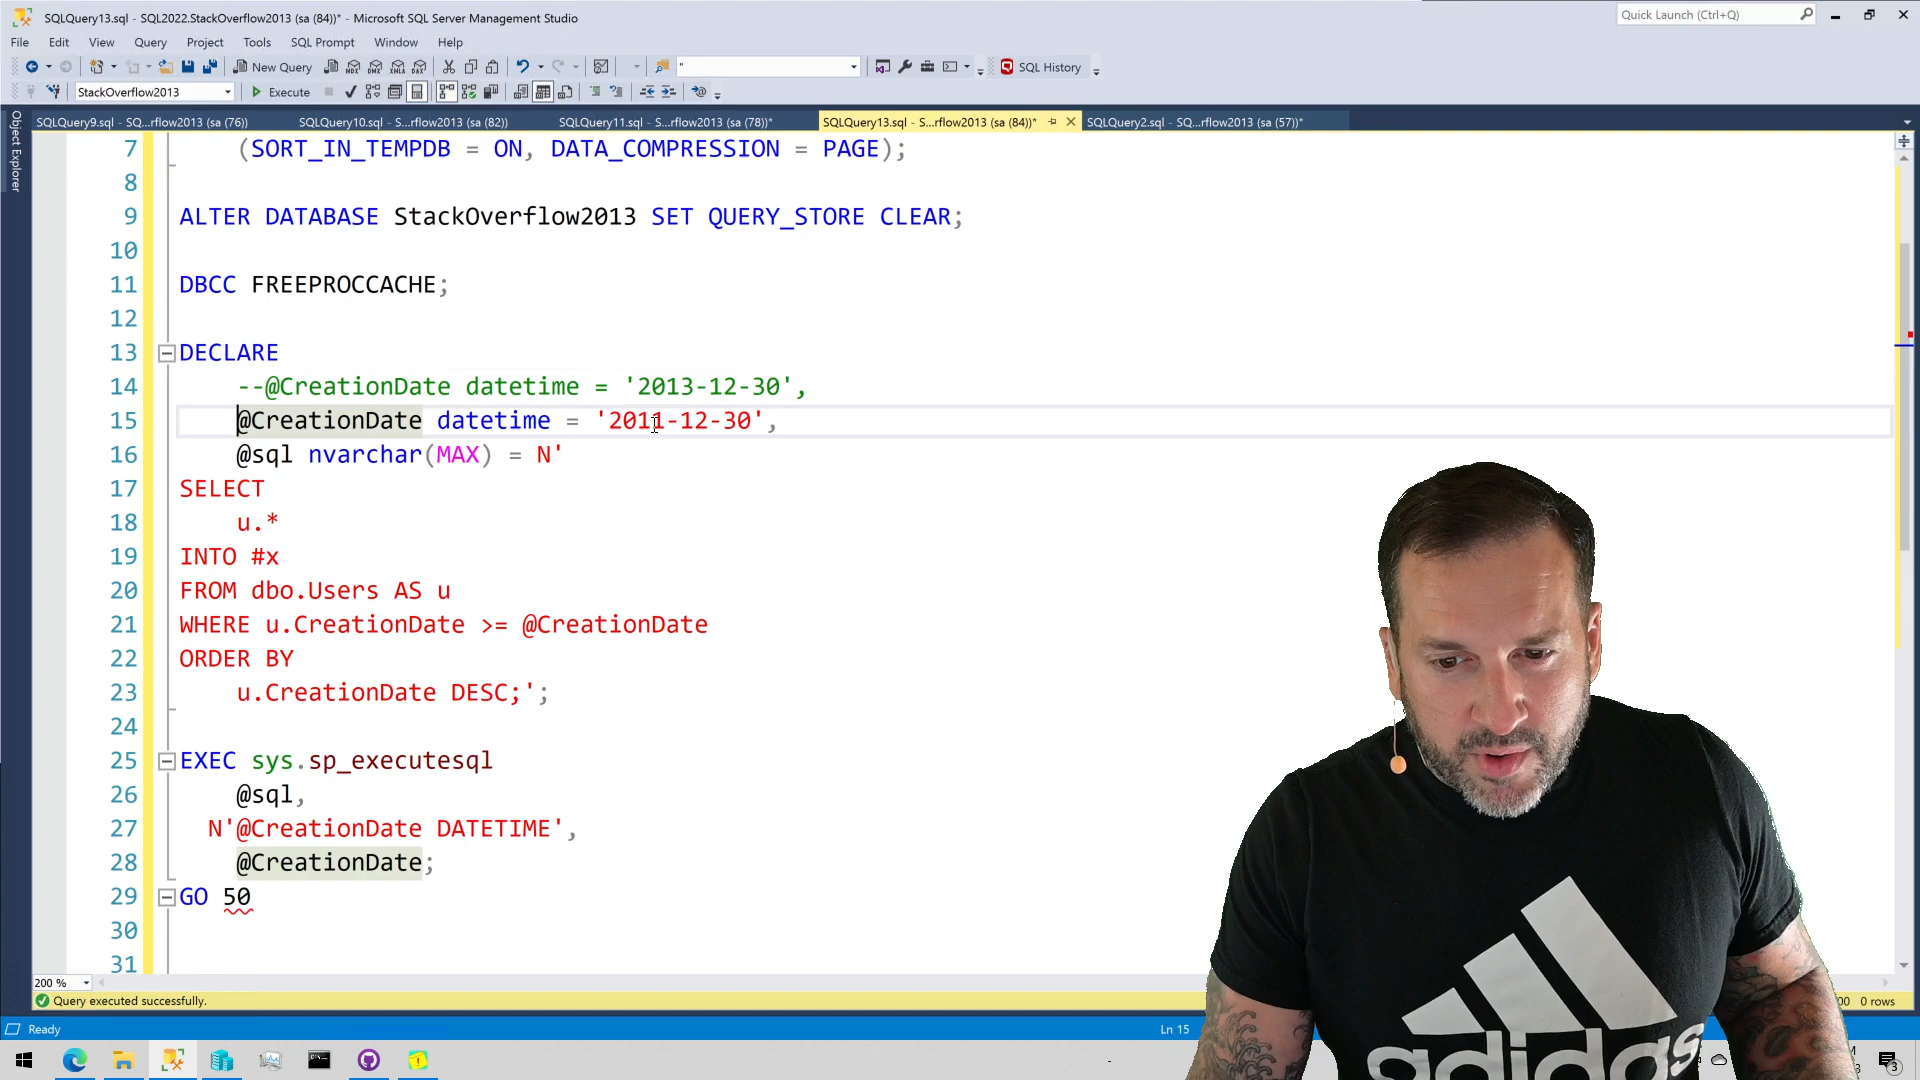 SQLQuery13.sql - SQL2022.StackOverflow2013 (sa (84))* - Microsoft SQL Server Management Studio
Quick Launch (Ctrl+Q)
File Edit View Query Project Tools SQL Prompt Window Help
New Query
MDX DMX XMLA DAX
"
SQL History
StackOverflow2013
Execute
Object Explorer
SQLQuery9.sql - SQ...rflow2013 (sa (76))
SQLQuery10.sql - S...rflow2013 (sa (82))
SQLQuery11.sql - S...rflow2013 (sa (78))*
SQLQuery13.sql - S...rflow2013 (sa (84))*
SQLQuery2.sql - SQ...rflow2013 (sa (57))*
7 (SORT_IN_TEMPDB = ON, DATA_COMPRESSION = PAGE);
8
9 ALTER DATABASE StackOverflow2013 SET QUERY_STORE CLEAR;
10
11 DBCC FREEPROCCACHE;
12
13 DECLARE
14 --@CreationDate datetime = '2013-12-30',
15 @CreationDate datetime = '2011-12-30',
16 @sql nvarchar(MAX) = N'
17 SELECT
18 u.*
19 INTO #x
20 FROM dbo.Users AS u
21 WHERE u.CreationDate >= @CreationDate
22 ORDER BY
23 u.CreationDate DESC;';
24
25 EXEC sys.sp_executesql
26 @sql,
27 N'@CreationDate DATETIME',
28 @CreationDate;
29 GO 50
30
31
200 %
Query executed successfully.
00 0 rows
Ready
Ln 15
adidas
3